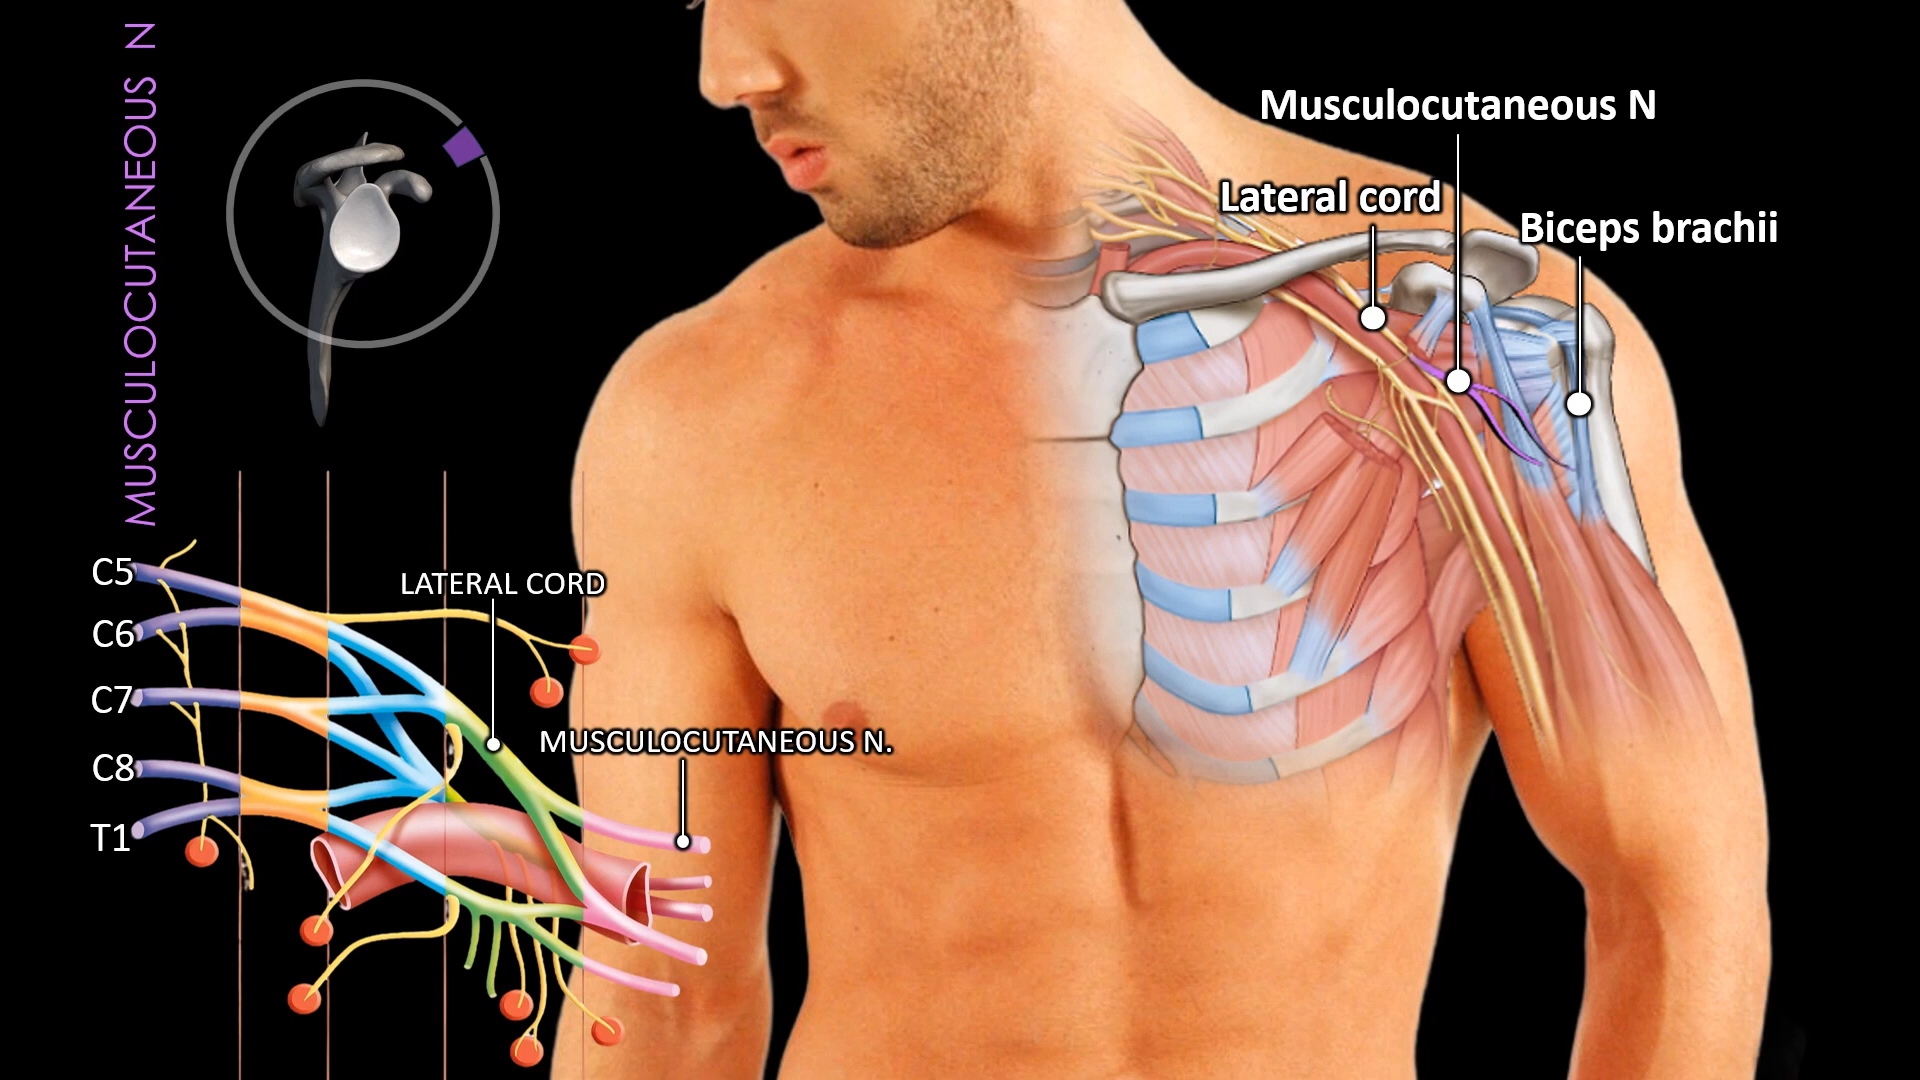 MUSCULOCUTANEOUS N
Musculocutaneous N
Lateral cord
Biceps brachii
C5
LATERAL CORD
C6
C7
MUSCULOCUTANEOUS N.
C8
T1